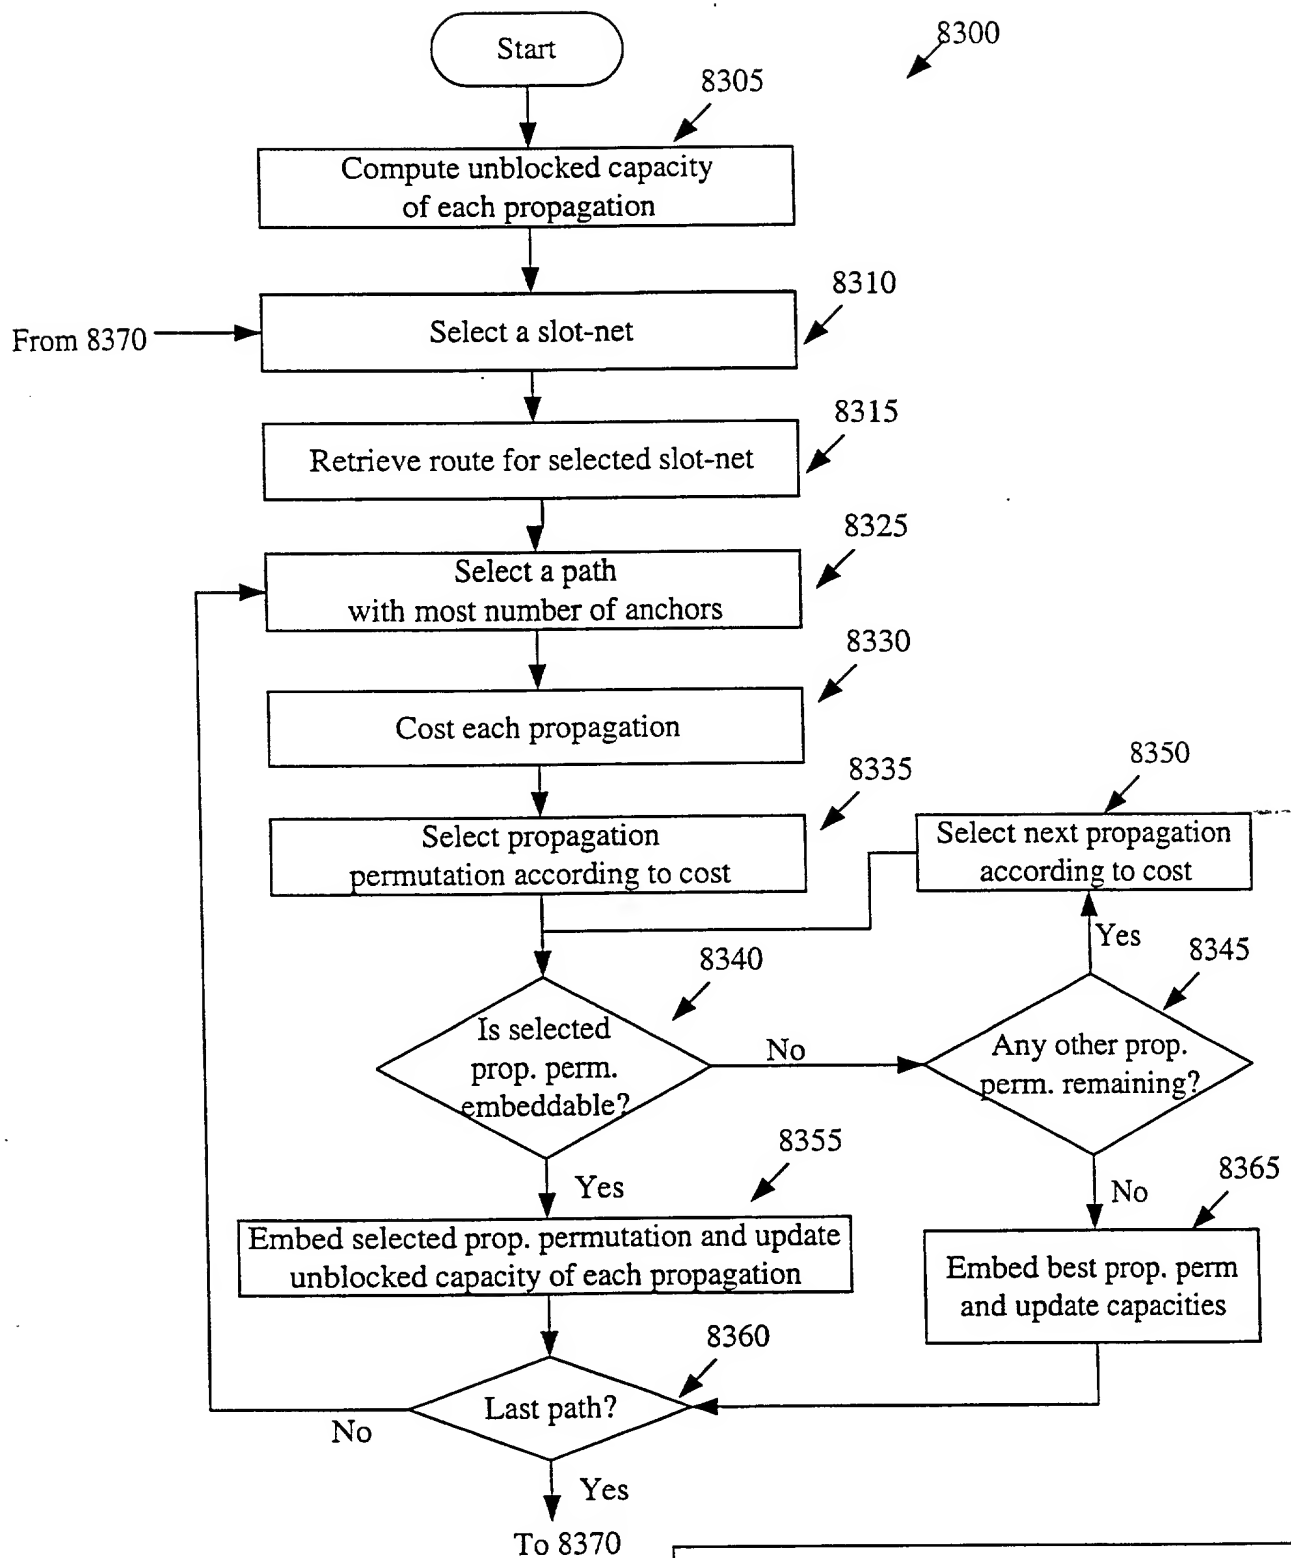 Start
8300
8305
Compute unblocked capacity
of each propagation
8310
From 8370
Select a slot-net
8315
Retrieve route for selected slot-net
8325
Select a path
with most number of anchors
8330
Cost each propagation
8335
8350
Select propagation
permutation according to cost
Select next propagation
according to cost
Yes
8340
8345
Is selected
prop. perm.
embeddable?
No
Any other prop.
perm. remaining?
8355
Yes
No
8365
Embed selected prop. permutation and update
unblocked capacity of each propagation
Embed best prop. perm
and update capacities
8360
Last path?
No
Yes
To 8370